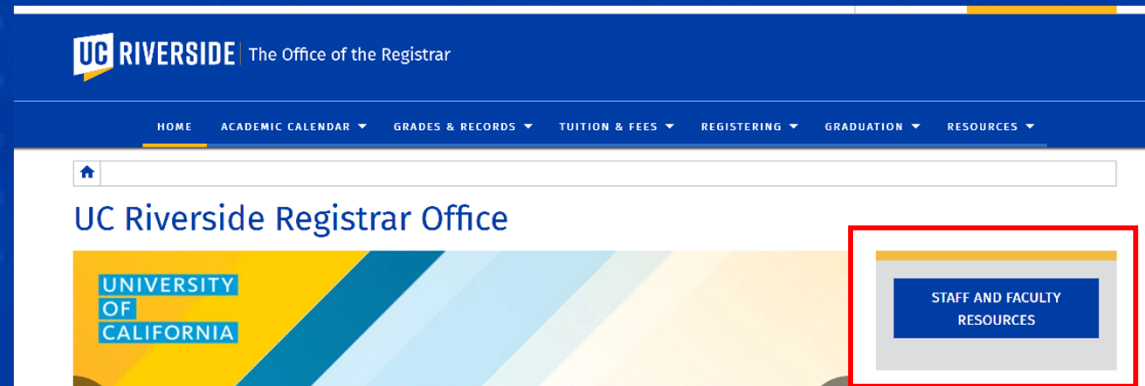 UC RIVERSIDE The Office of the Registrar
HOME ACADEMIC CALENDAR GRADES & RECORDS TUITION & FEES REGISTERING GRADUATION RESOURCES
UC Riverside Registrar Office
UNIVERSITY
OF
CALIFORNIA
STAFF AND FACULTY
RESOURCES